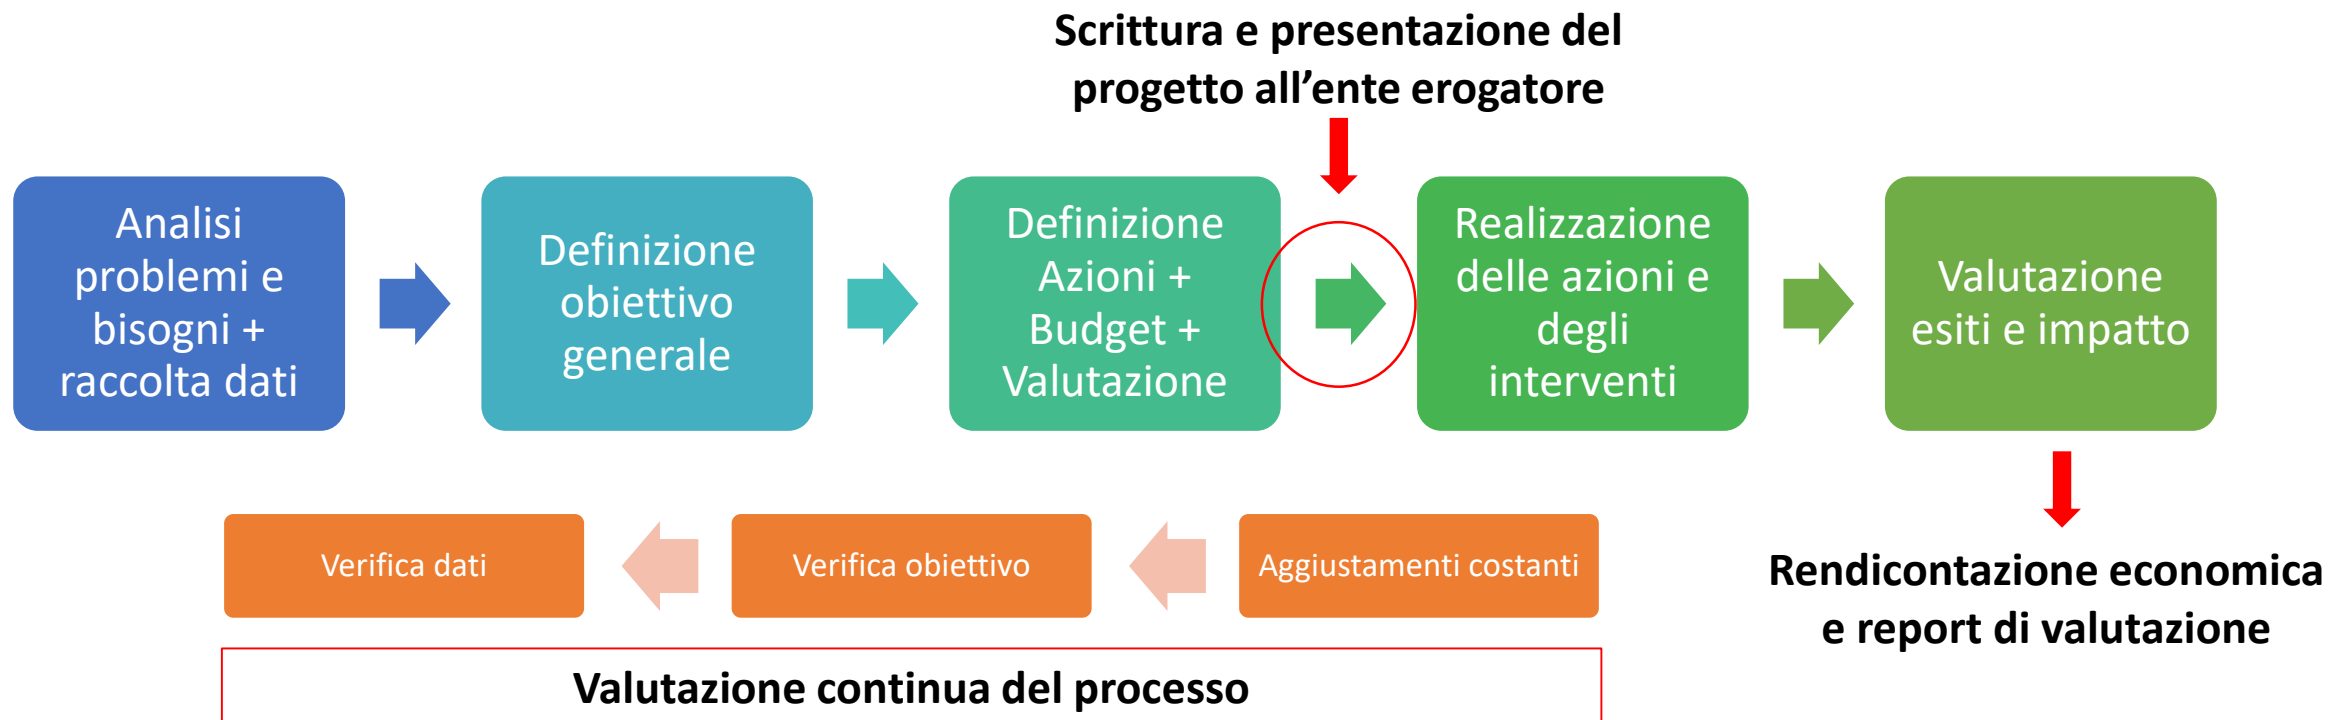 Scrittura e presentazione del
progetto all’ente erogatore
Analisi
problemi e
bisogni +
raccolta dati
Definizione
obiettivo
generale
Definizione
Azioni +
Budget +
Valutazione
Realizzazione
delle azioni e
degli
interventi
Valutazione
esiti e impatto
Verifica dati
Verifica obiettivo
Aggiustamenti costanti
Rendicontazione economica
e report di valutazione
Valutazione continua del processo